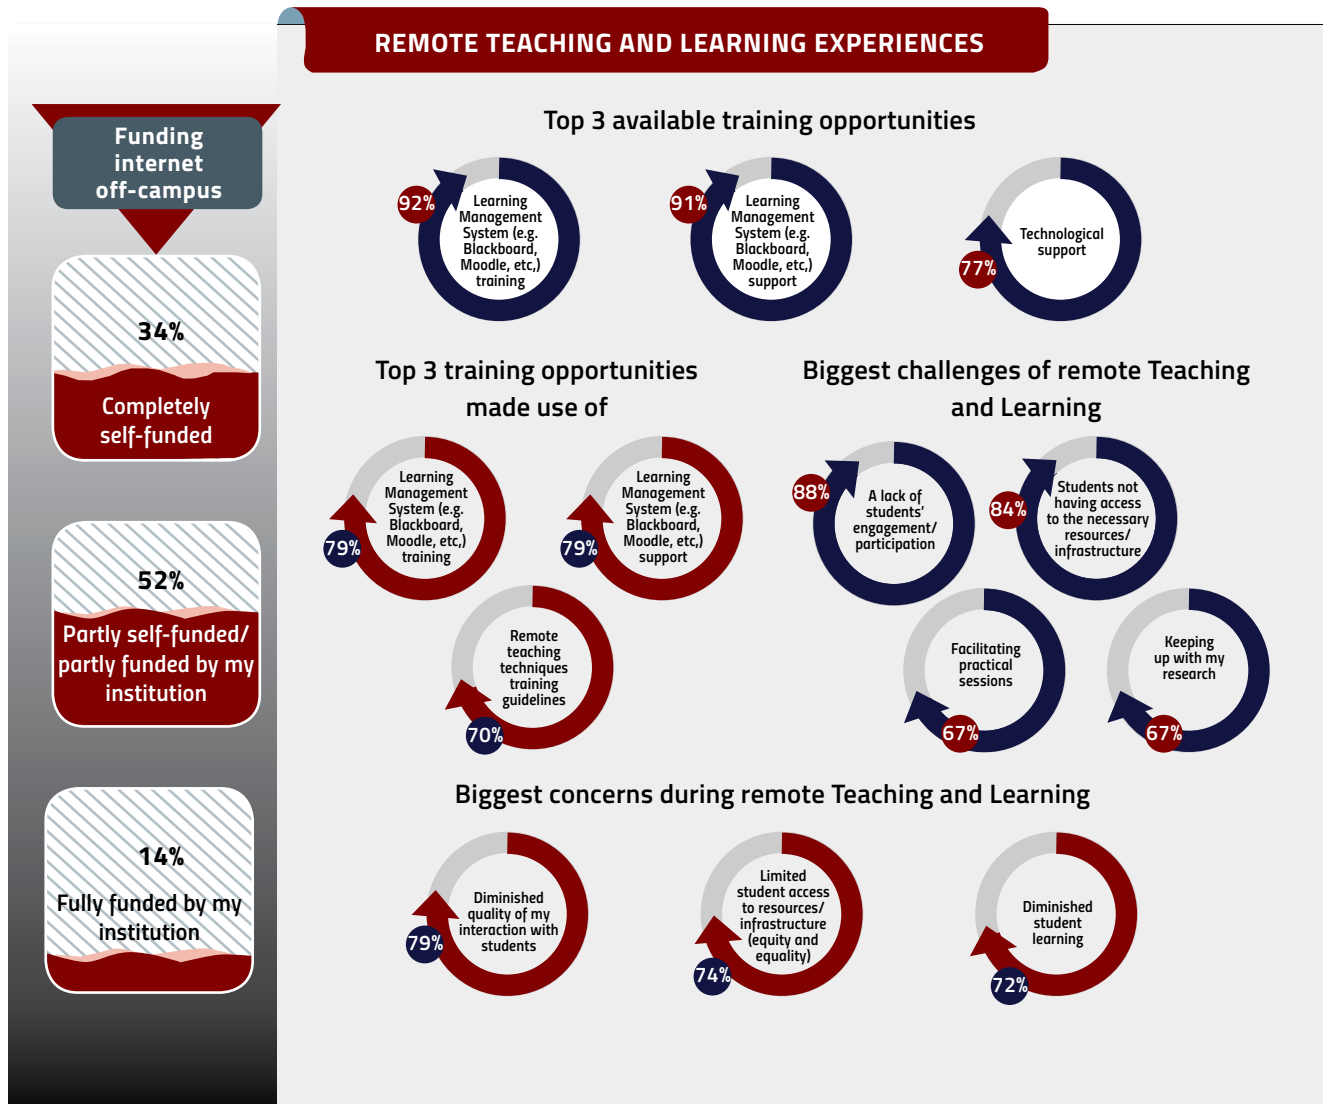 REMOTE TEACHING AND LEARNING EXPERIENCES
Funding
internet
off-campus
34%
Completely
self-funded
52%
Partly self-funded/
partly funded by my
institution
14%
Fully funded by my
institution
Top 3 available training opportunities
92%
Learning
Management
System (e.g.
Blackboard,
Moodle, etc,)
training
91%
Learning
Management
System (e.g.
Blackboard,
Moodle, etc,)
support
77%
Technological
support
Top 3 training opportunities
made use of
79%
Learning
Management
System (e.g.
Blackboard,
Moodle, etc,)
training
79%
Learning
Management
System (e.g.
Blackboard,
Moodle, etc,)
support
70%
Remote
teaching
techniques
training
guidelines
Biggest challenges of remote Teaching
and Learning
88%
A lack of
students’
engagement/
participation
84%
Students not
having access
to the necessary
resources/
infrastructure
67%
Facilitating
practical
sessions
67%
Keeping
up with my
research
Biggest concerns during remote Teaching and Learning
79%
Diminished
quality of my
interaction with
students
74%
Limited
student access
to resources/
infrastructure
(equity and
equality)
72%
Diminished
student
learning